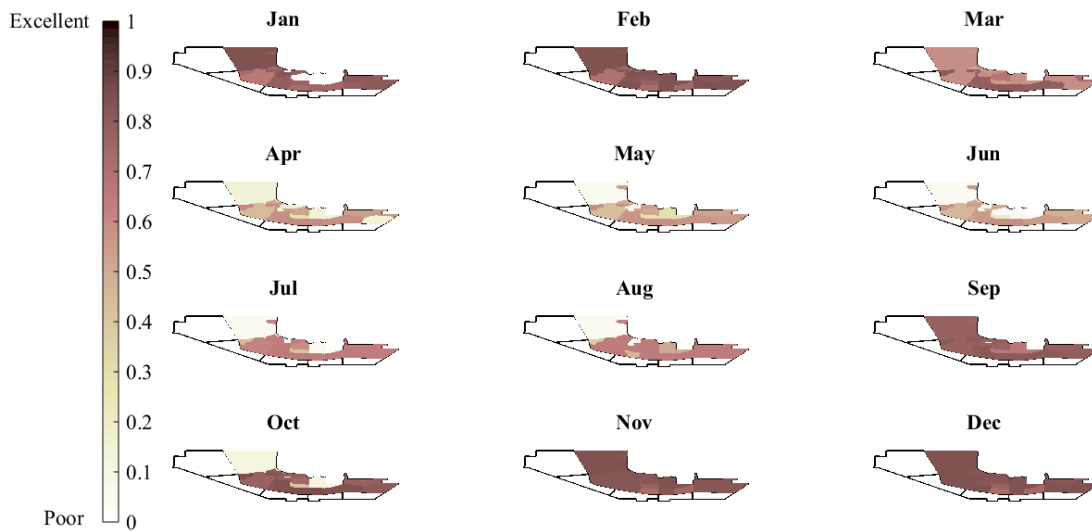 Excellent
1
0.9
0.8
0.7
0.6
0.5
0.4
0.3
0.2
0.1
0
Poor
Jan Feb Mar
Apr May Jun
Jul Aug Sep
Oct Nov Dec